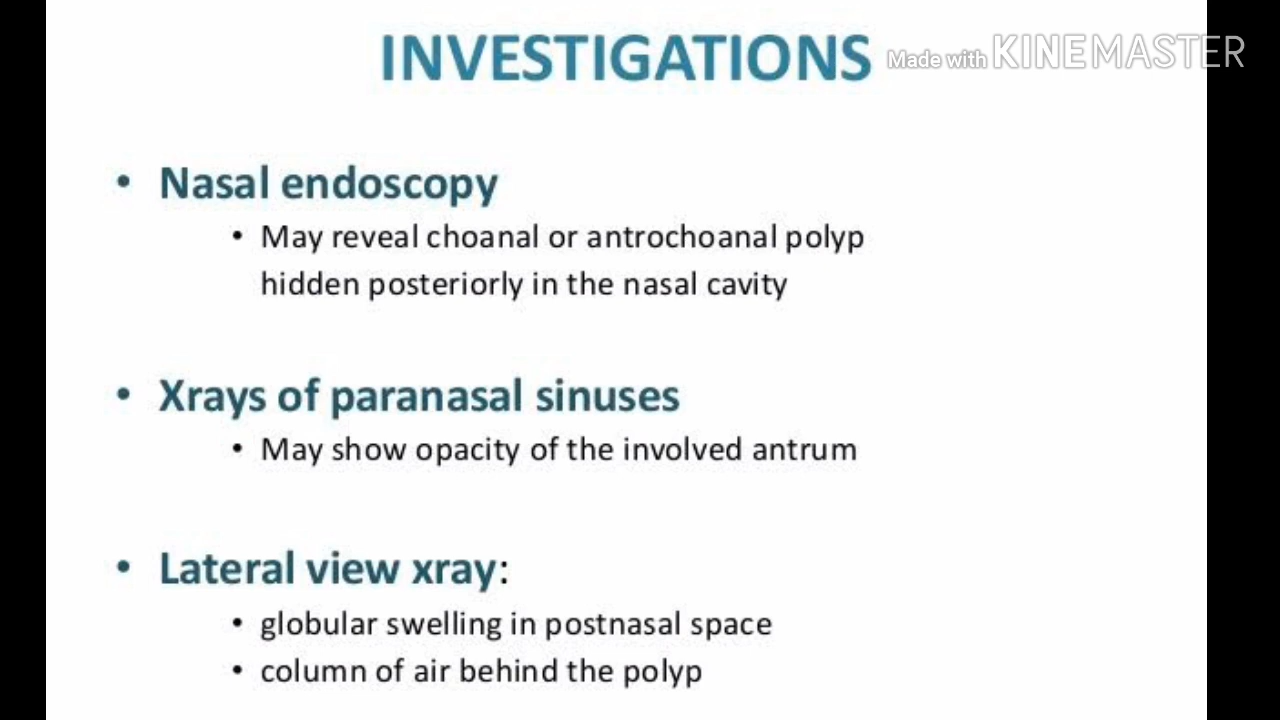 INVESTIGATIONS
Made with KINEMASTER
• Nasal endoscopy
• May reveal choanal or antrochoanal polyp
hidden posteriorly in the nasal cavity
• Xrays of paranasal sinuses
• May show opacity of the involved antrum
• Lateral view xray:
• globular swelling in postnasal space
• column of air behind the polyp